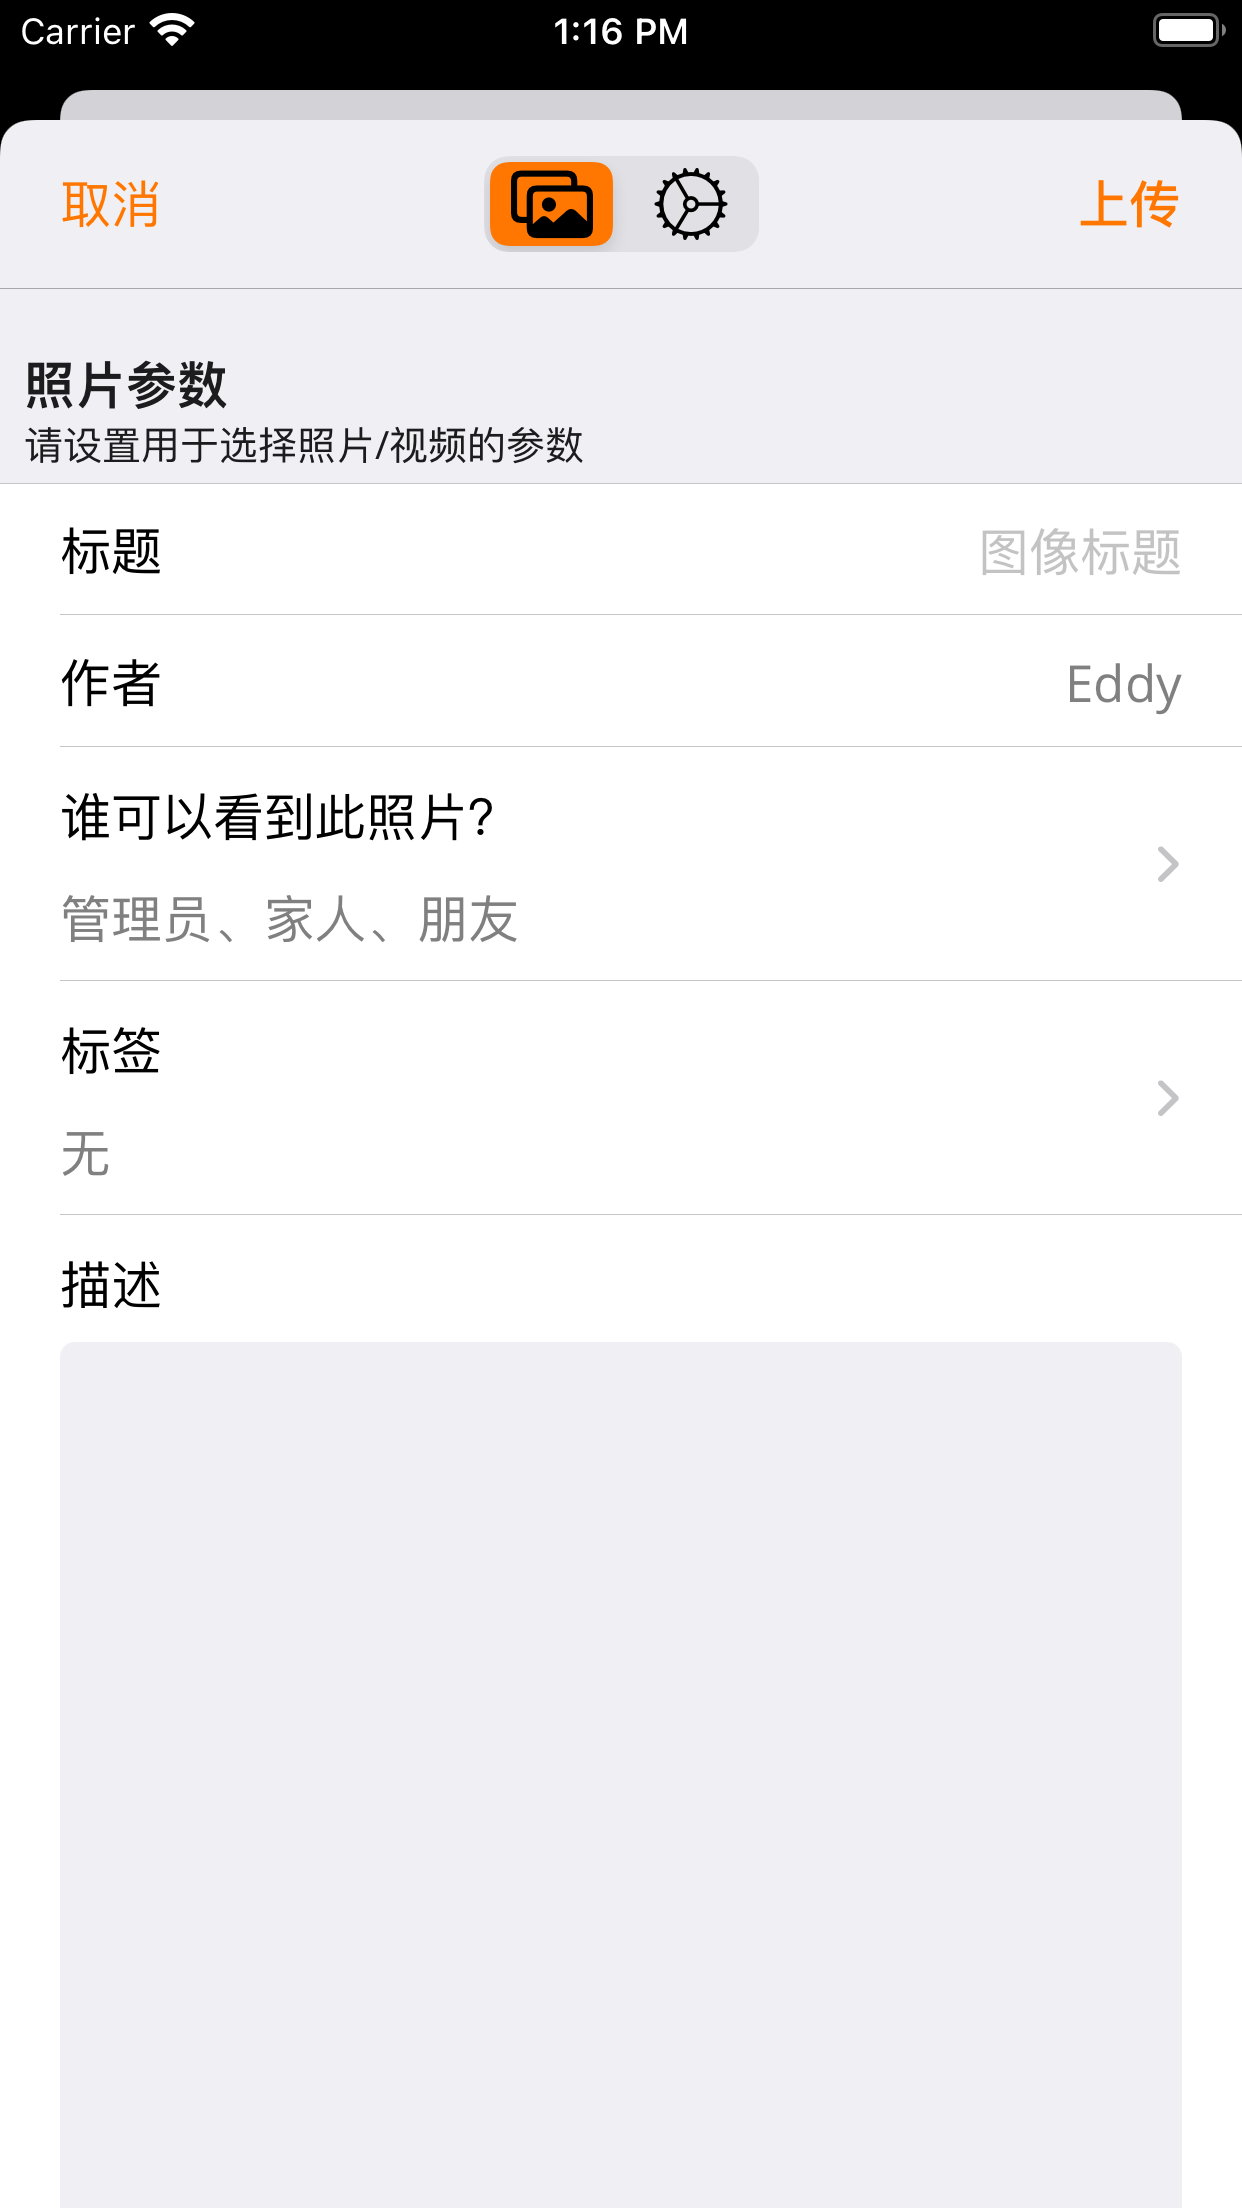 Carrier 1:16 PM
取消 上传
照片参数
请设置用于选择照片/视频的参数
标题 图像标题
作者 Eddy
谁可以看到此照片?
管理员、家人、朋友
标签
无
描述